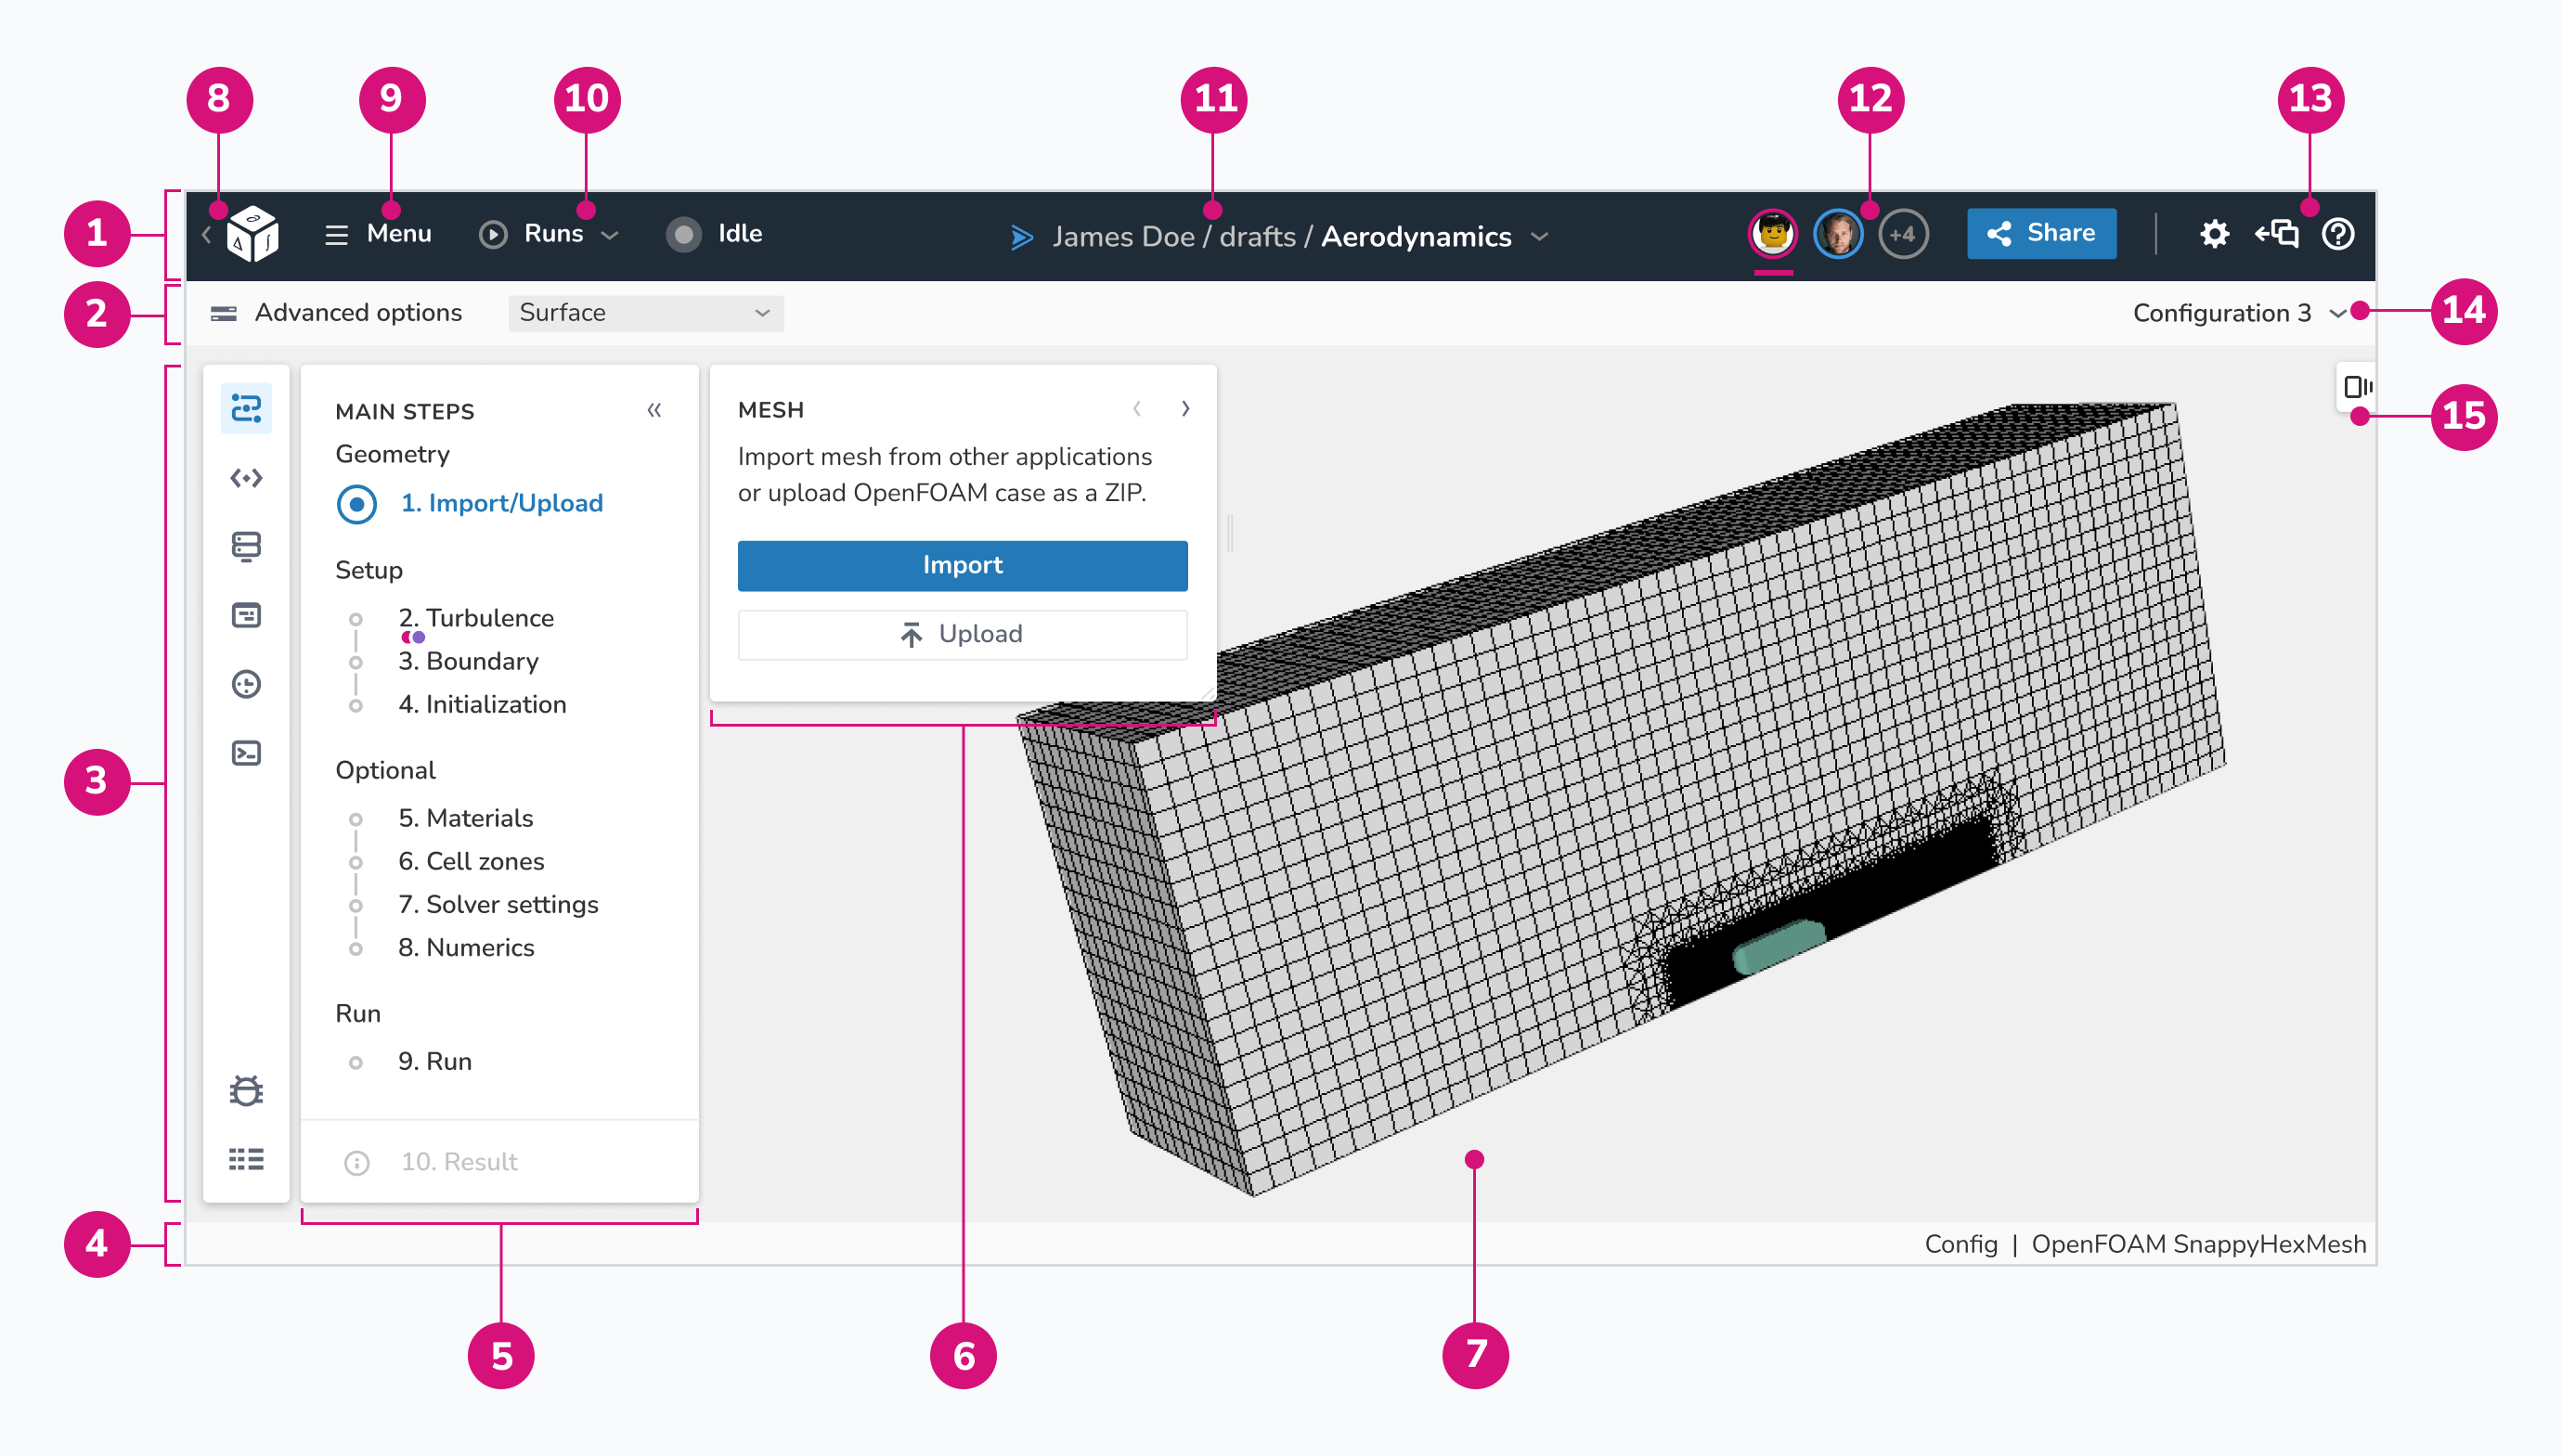 8
9
10
11
12
13
1
Menu
Runs
Idle
James Doe / drafts / Aerodynamics
+4
Share
2
Advanced options
Surface
Configuration 3
14
15
3
MAIN STEPS
Geometry
1. Import/Upload
Setup
2. Turbulence
3. Boundary
4. Initialization
Optional
5. Materials
6. Cell zones
7. Solver settings
8. Numerics
Run
9. Run
10. Result
MESH
Import mesh from other applications
or upload OpenFOAM case as a ZIP.
Import
Upload
4
Config | OpenFOAM SnappyHexMesh
5
6
7